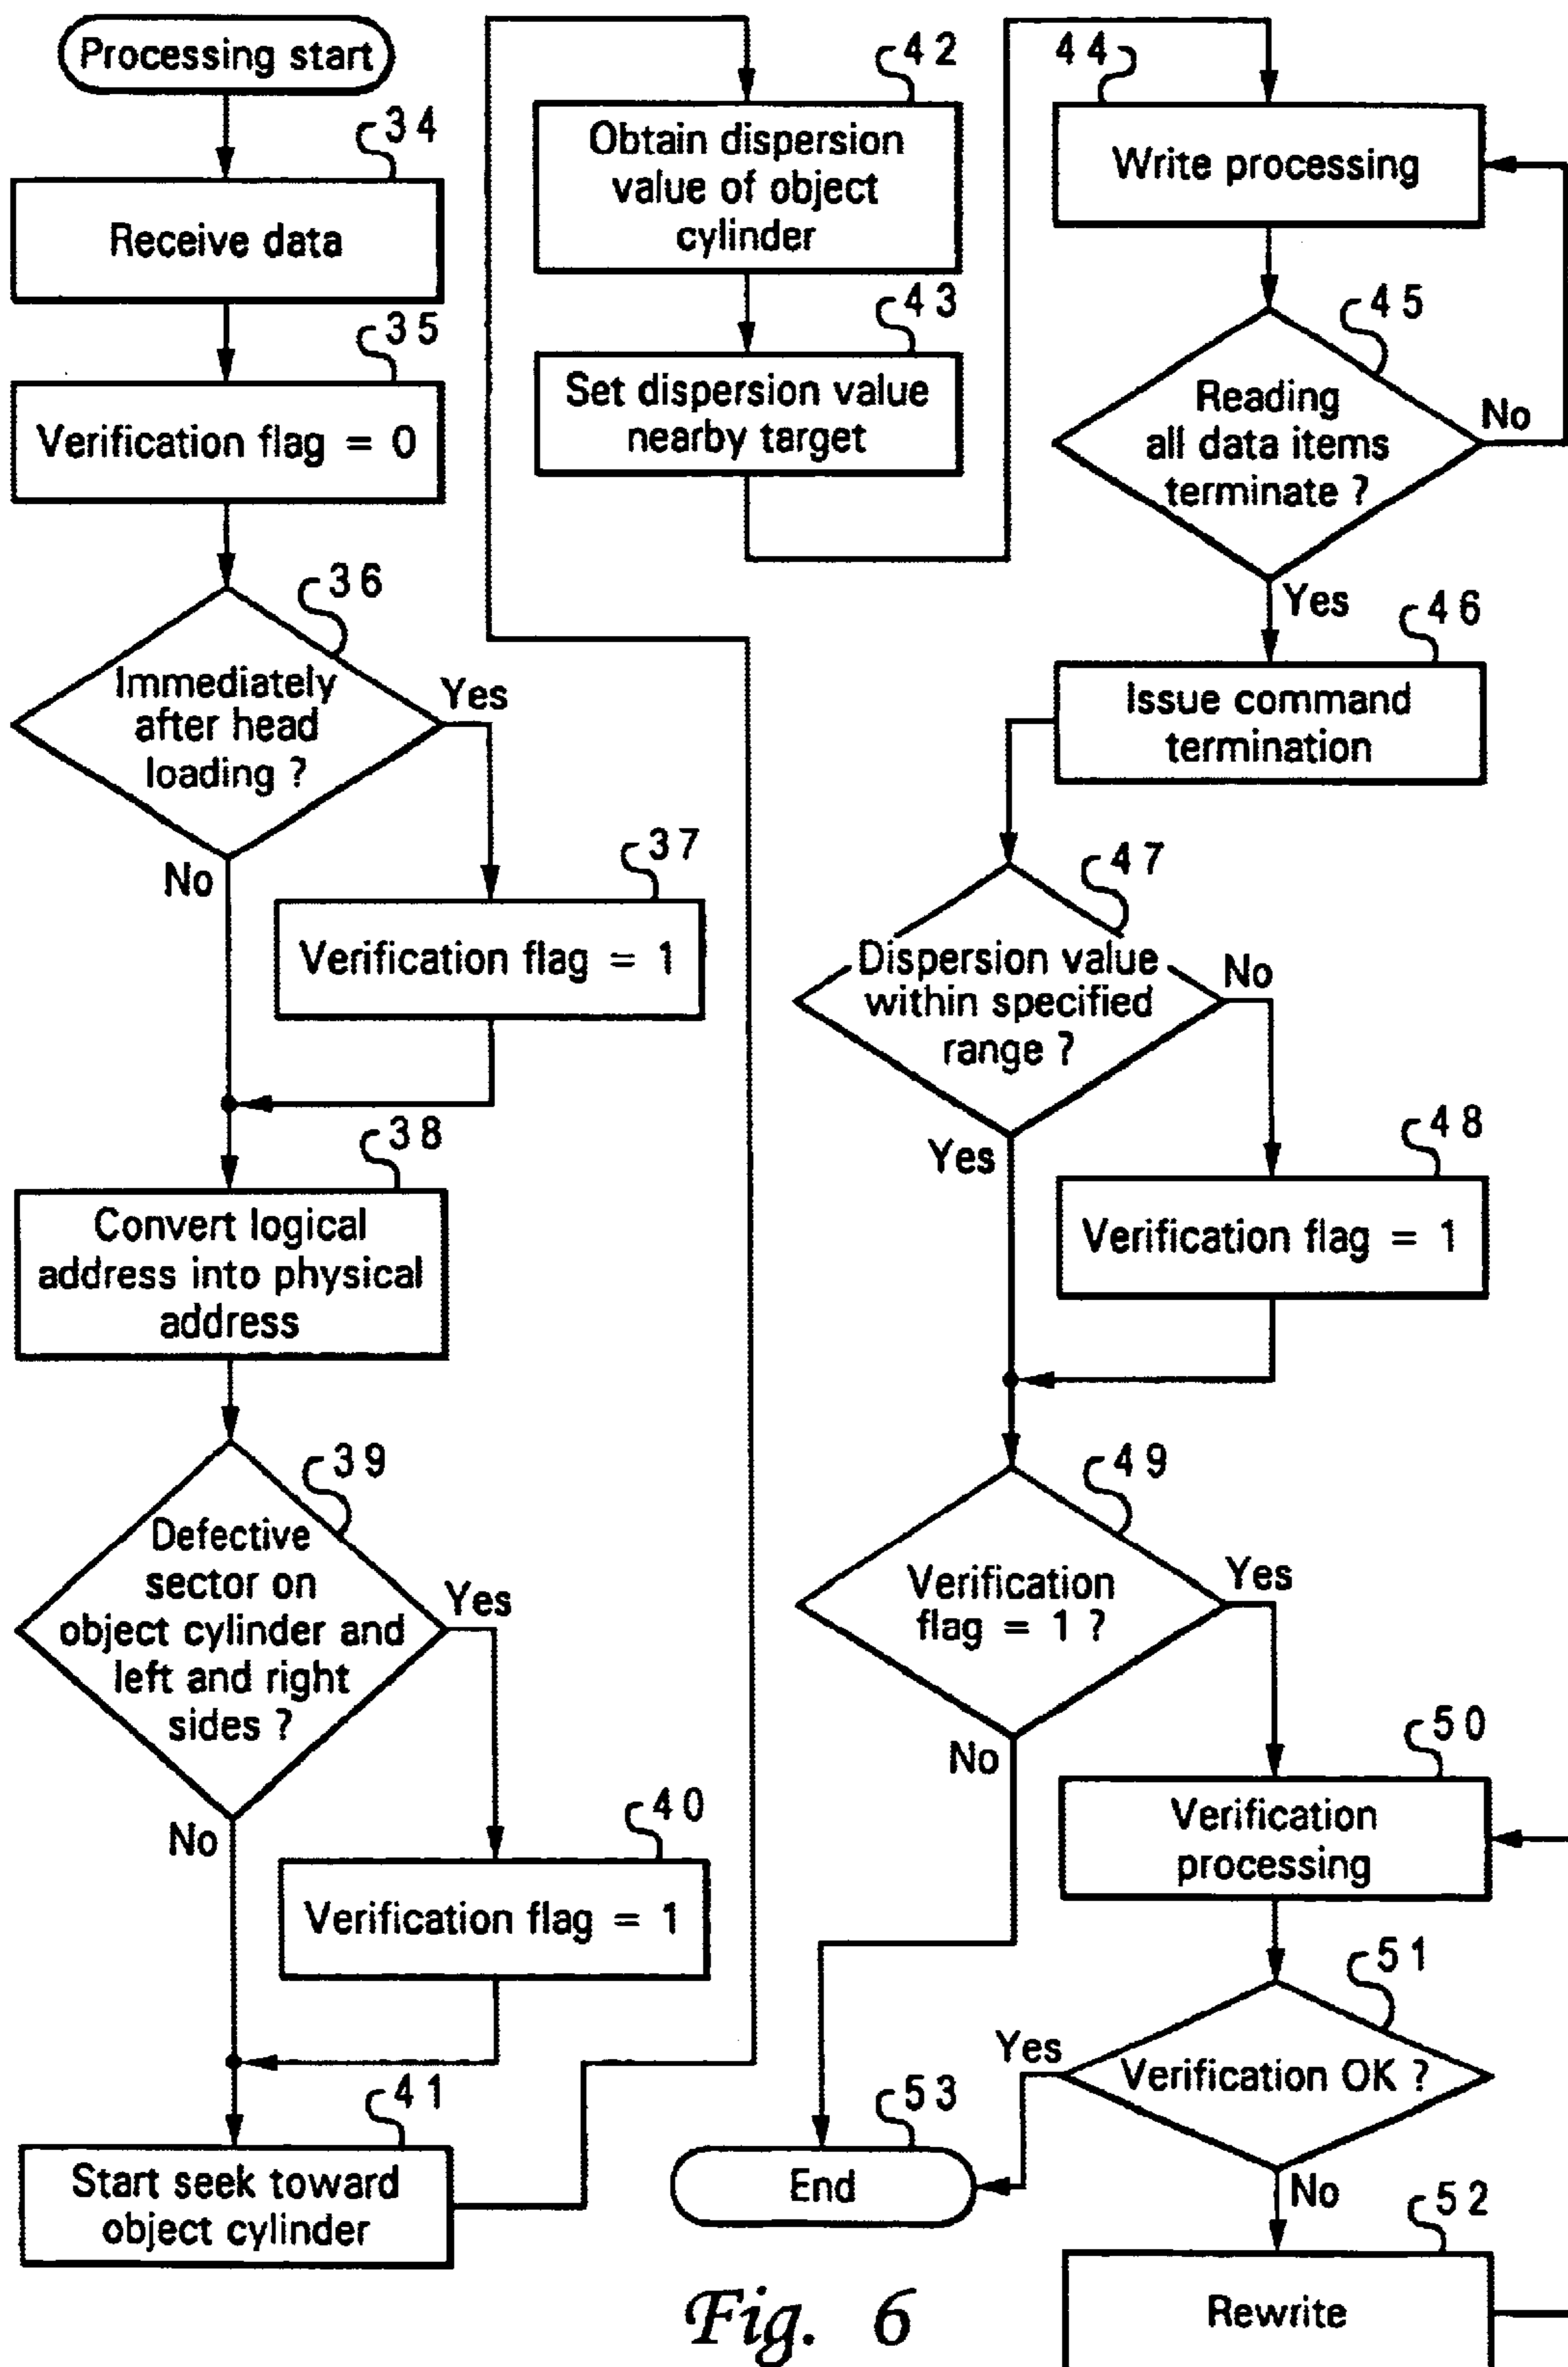 Processing start
34
Receive data
35
Verification flag = 0
36
Immediately
after head
loading ?
Yes
No
37
Verification flag = 1
38
Convert logical
address into physical
address
39
Defective
sector on
object cylinder and
left and right
sides ?
Yes
No
40
Verification flag = 1
41
Start seek toward
object cylinder
42
Obtain dispersion
value of object
cylinder
43
Set dispersion value
nearby target
44
Write processing
45
Reading
all data items
terminate ?
No
Yes
46
Issue command
termination
47
Dispersion value
within specified
range ?
No
Yes
48
Verification flag = 1
49
Verification
flag = 1 ?
Yes
No
50
Verification
processing
51
Verification OK ?
Yes
No
52
Rewrite
53
End
Fig. 6